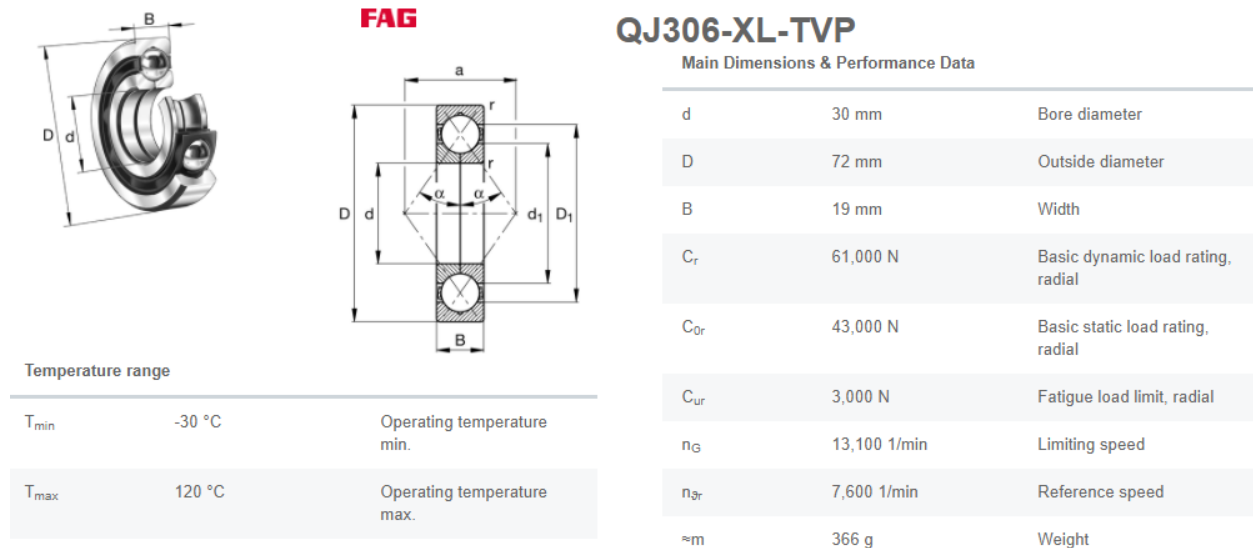 FAG
QJ306-XL-TVP
Main Dimensions & Performance Data
B
D
d
a
r
r
α
α
D
d
d₁
D₁
B
d 30 mm Bore diameter
D 72 mm Outside diameter
B 19 mm Width
Cr 61,000 N Basic dynamic load rating,
radial
C0r 43,000 N Basic static load rating,
radial
Cur 3,000 N Fatigue load limit, radial
nG 13,100 1/min Limiting speed
nϑr 7,600 1/min Reference speed
≈m 366 g Weight
Temperature range
Tmin -30 °C Operating temperature
min.
Tmax 120 °C Operating temperature
max.